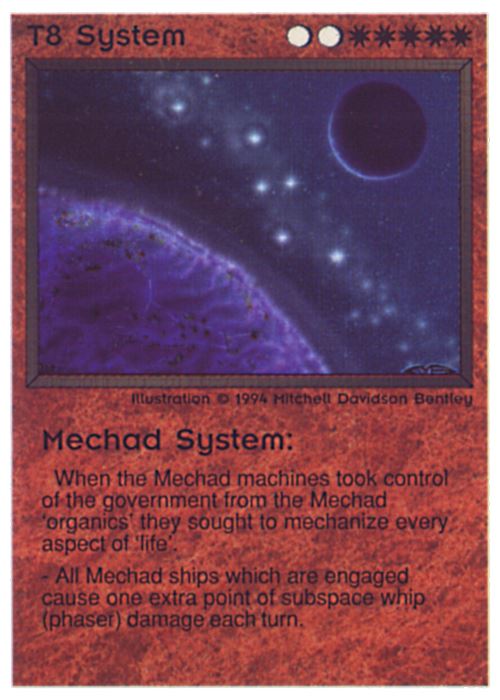 T8 System
Illustration © 1994 Mitchell Davidson Bentley
Mechad System:
When the Mechad machines took control
of the government from the Mechad
'organics' they sought to mechanize every
aspect of 'life'.
- All Mechad ships which are engaged
cause one extra point of subspace whip
(phaser) damage each turn.